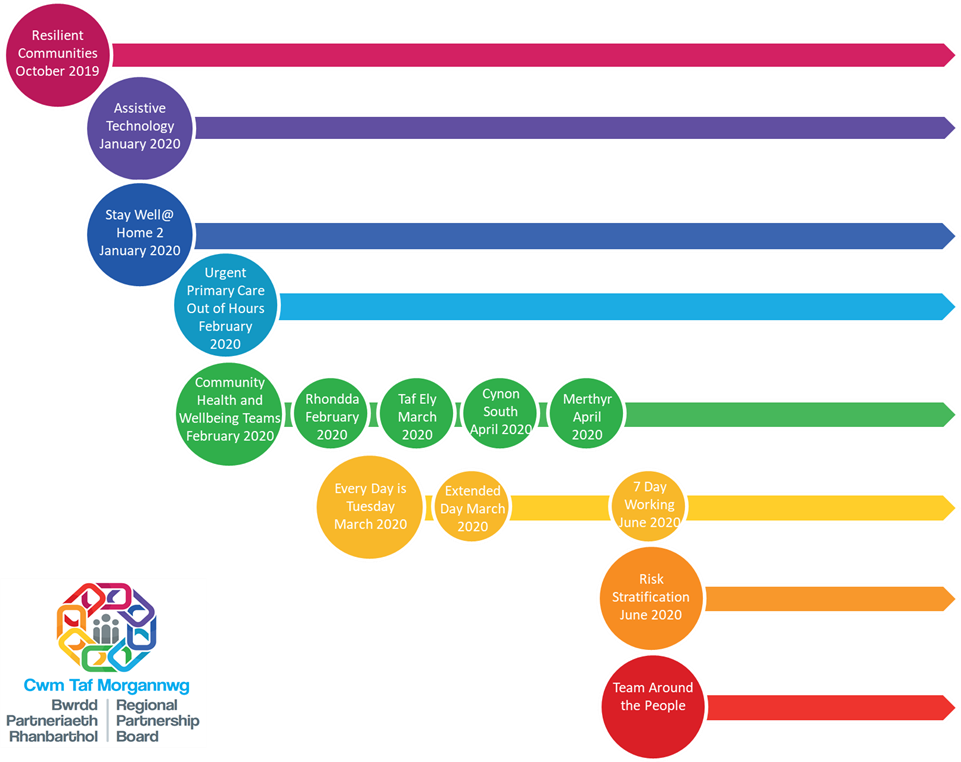 Resilient
Communities
October 2019
Assistive
Technology
January 2020
Stay Well@
Home 2
January 2020
Urgent
Primary Care
Out of Hours
February
2020
Community
Health and
Wellbeing Teams
February 2020
Rhondda
February
2020
Taf Ely
March
2020
Cynon
South
April 2020
Merthyr
April
2020
Every Day is
Tuesday
March 2020
Extended
Day March
2020
7 Day
Working
June 2020
Risk
Stratification
June 2020
Team Around
the People
Cwm Taf Morgannwg
Bwrdd
Partneriaeth
Rhanbarthol
Regional
Partnership
Board